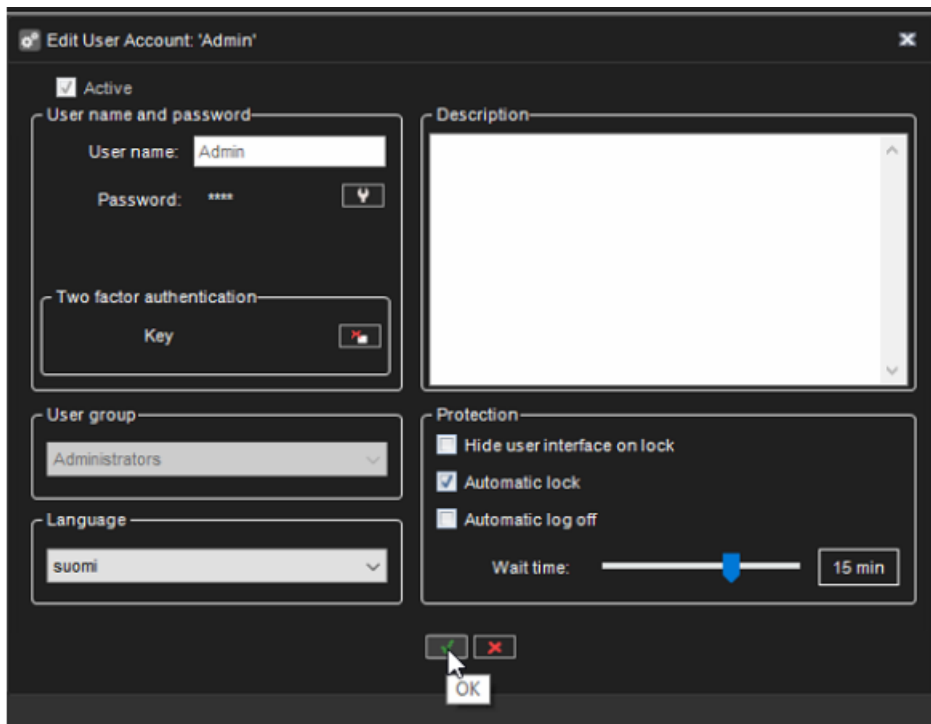 Edit User Account: 'Admin'
Active
User name and password
User name: Admin
Password: ****
Two factor authentication
Key
Description
User group
Administrators
Language
suomi
Protection
Hide user interface on lock
Automatic lock
Automatic log off
Wait time: 15 min
OK